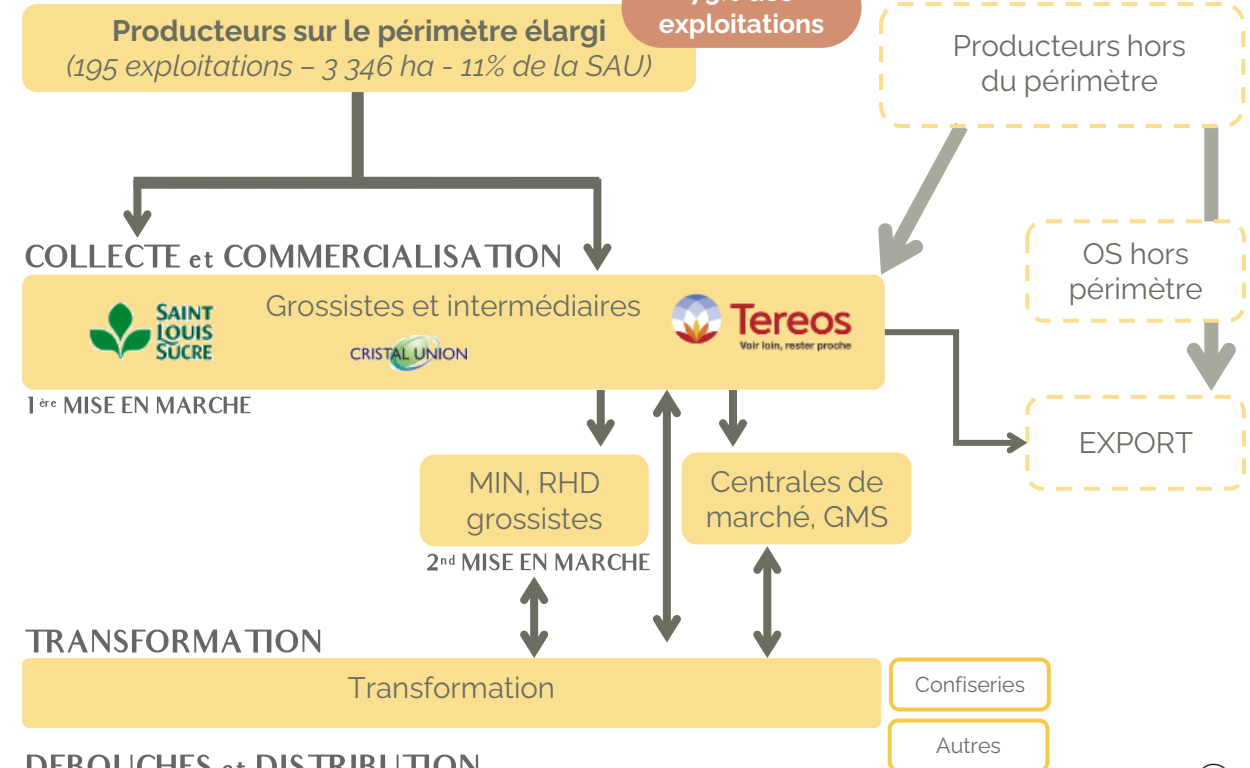 exploitations
Producteurs sur le périmètre élargi
(195 exploitations – 3 346 ha - 11% de la SAU)
Producteurs hors
du périmètre
COLLECTE et COMMERCIALISATION
OS hors
périmètre
Grossistes et intermédiaires
SAINT
LOUIS
SUCRE
CRISTAL UNION
Tereos
Voir loin, rester proche
1ère MISE EN MARCHE
EXPORT
MIN, RHD
grossistes
Centrales de
marché, GMS
2nd MISE EN MARCHE
TRANSFORMATION
Transformation
Confiseries
Autres
DEBOUCHES et DISTRIBUTION